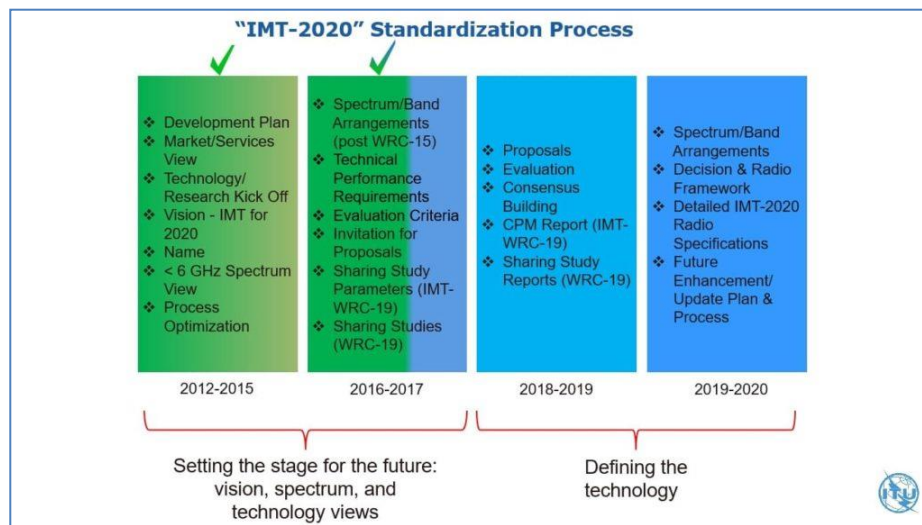 "IMT-2020" Standardization Process
❖ Development Plan
❖ Market/Services
View
❖ Technology/
Research Kick Off
❖ Vision - IMT for
2020
❖ Name
❖ < 6 GHz Spectrum
View
❖ Process
Optimization
❖ Spectrum/Band
Arrangements
(post WRC-15)
❖ Technical
Performance
Requirements
❖ Evaluation Criteria
❖ Invitation for
Proposals
❖ Sharing Study
Parameters (IMT-
WRC-19)
❖ Sharing Studies
(WRC-19)
❖ Proposals
❖ Evaluation
❖ Consensus
Building
❖ CPM Report (IMT-
WRC-19)
❖ Sharing Study
Reports (WRC-19)
❖ Spectrum/Band
Arrangements
❖ Decision & Radio
Framework
❖ Detailed IMT-2020
Radio
Specifications
❖ Future
Enhancement/
Update Plan &
Process
2012-2015
2016-2017
2018-2019
2019-2020
Setting the stage for the future:
vision, spectrum, and
technology views
Defining the
technology
ITU